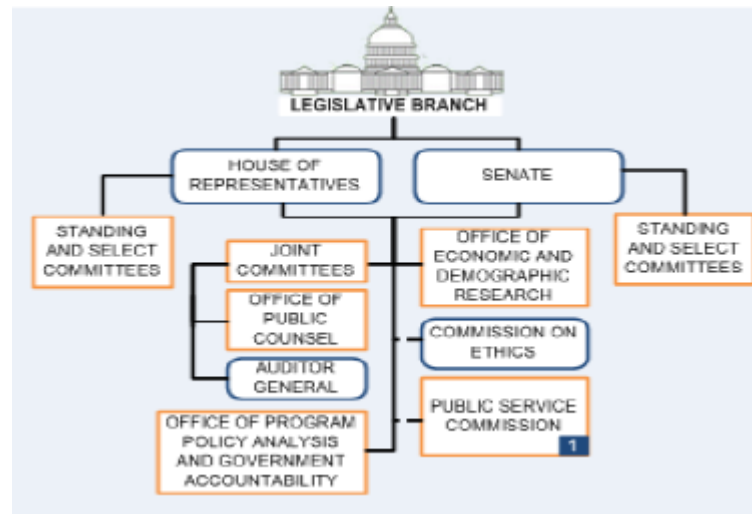 LEGISLATIVE BRANCH
HOUSE OF
REPRESENTATIVES
SENATE
STANDING
AND SELECT
COMMITTEES
STANDING
AND SELECT
COMMITTEES
JOINT
COMMITTEES
OFFICE OF
ECONOMIC AND
DEMOGRAPHIC
RESEARCH
OFFICE OF
PUBLIC
COUNSEL
COMMISSION ON
ETHICS
AUDITOR
GENERAL
PUBLIC SERVICE
COMMISSION
1
OFFICE OF PROGRAM
POLICY ANALYSIS
AND GOVERNMENT
ACCOUNTABILITY